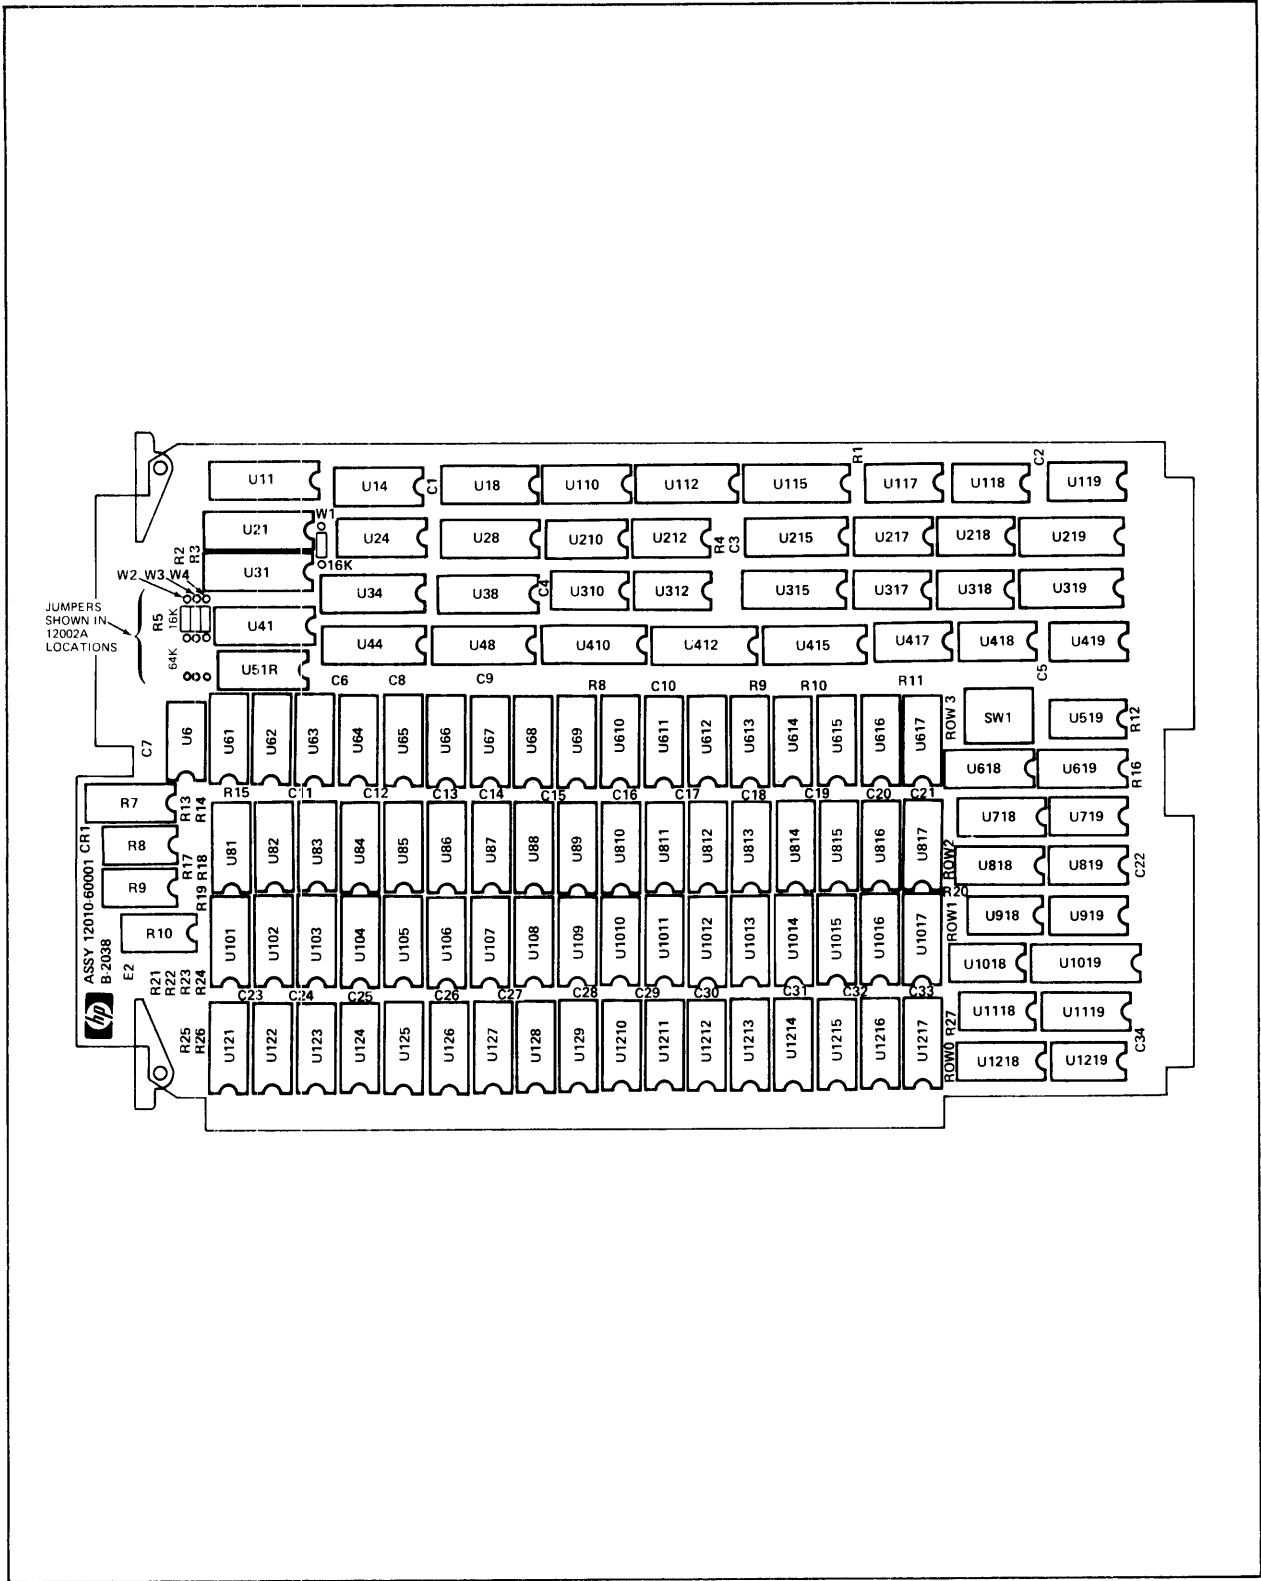 U11 U14 C1 U18 U110 U112 U115 R1 U117 U118 C2 U119
W1
R2 R3 U21 U24 U28 U210 U212 R4 C3 U215 U217 U218 U219
16K
U31 U34 U38 C4 U310 U312 U315 U317 U318 U319
W2 W3 W4
JUMPERS
SHOWN IN
12002A
LOCATIONS
R5 16K
64K
U41 U44 U48 U410 U412 U415 U417 U418 C5 U419
U51R
C6 C8 C9 R8 C10 R9 R10 R11
C7 U6 U61 U62 U63 U64 U65 U66 U67 U68 U69 U610 U611 U612 U613 U614 U615 U616 U617 ROW 3 SW1 U519 R12
U618 U619 R16
R7 R13 R14 R15 C11 C12 C13 C14 C15 C16 C17 C18 C19 C20 C21
CR1 R8 R17 R18 U81 U82 U83 U84 U85 U86 U87 U88 U89 U810 U811 U812 U813 U814 U815 U816 U817 ROW2 U718 U719
U818 U819 C22
R9 R19 R20
R10 U101 U102 U103 U104 U105 U106 U107 U108 U109 U1010 U1011 U1012 U1013 U1014 U1015 U1016 U1017 ROW1 U918 U919
U1018 U1019
ASSY 12010-60001
B-2038
E2 R21 R22 R23 R24 C23 C24 C25 C26 C27 C28 C29 C30 C31 C32 C33
hp
R25 R26 U121 U122 U123 U124 U125 U126 U127 U128 U129 U1210 U1211 U1212 U1213 U1214 U1215 U1216 U1217 ROW0 R27 U1118 U1119 C34
U1218 U1219